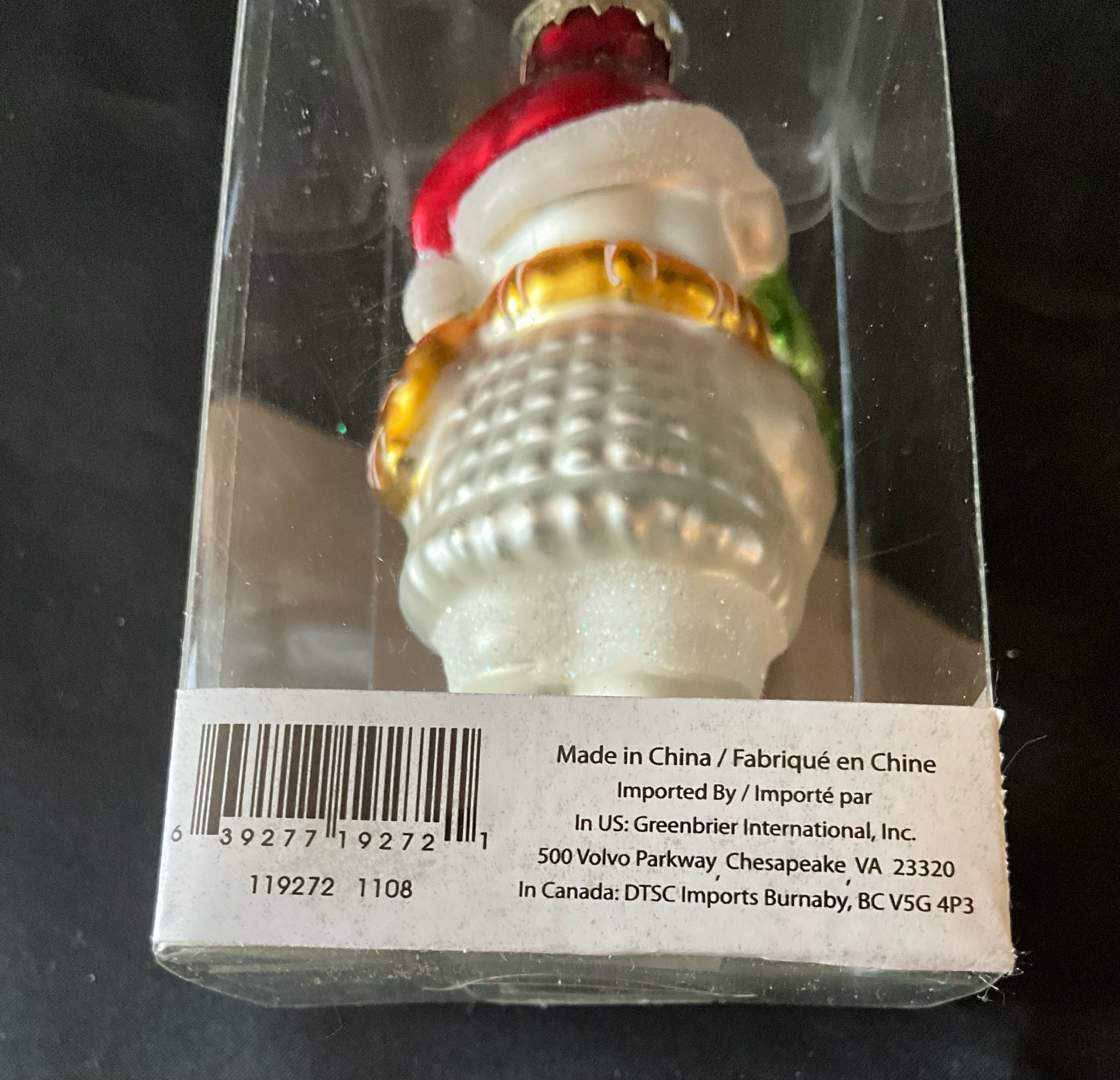 6 39277 19272 1
119272 1108
Made in China / Fabriqué en Chine
Imported By / Importé par
In US: Greenbrier International, Inc.
500 Volvo Parkway, Chesapeake, VA 23320
In Canada: DTSC Imports Burnaby, BC V5G 4P3